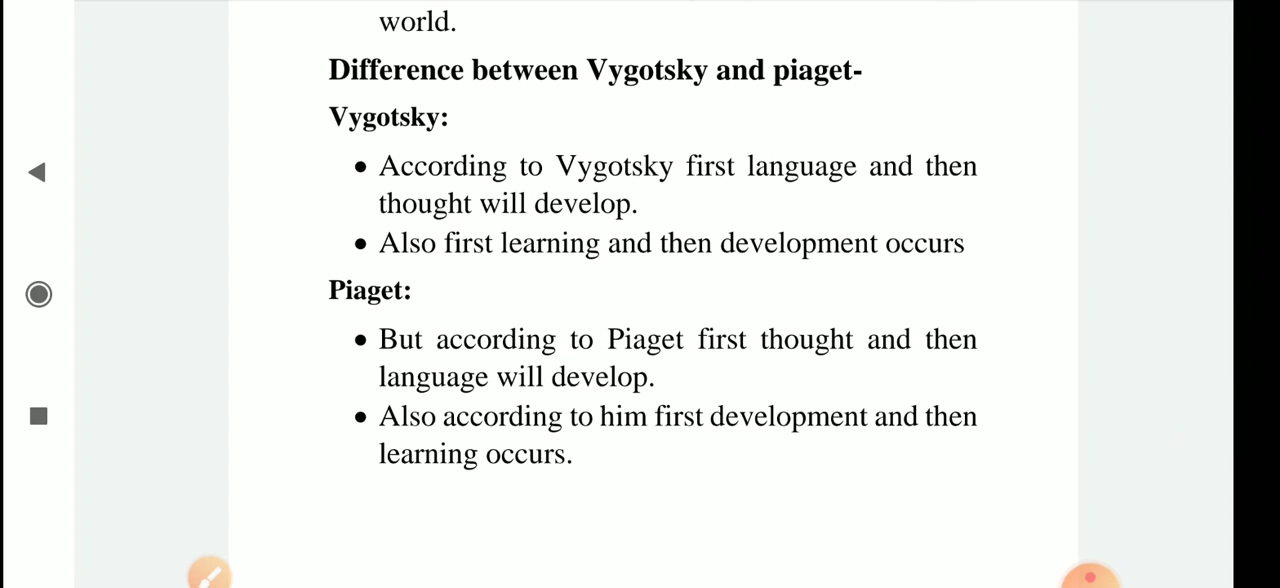 world.
Difference between Vygotsky and piaget-
Vygotsky:
• According to Vygotsky first language and then
thought will develop.
• Also first learning and then development occurs
Piaget:
• But according to Piaget first thought and then
language will develop.
• Also according to him first development and then
learning occurs.